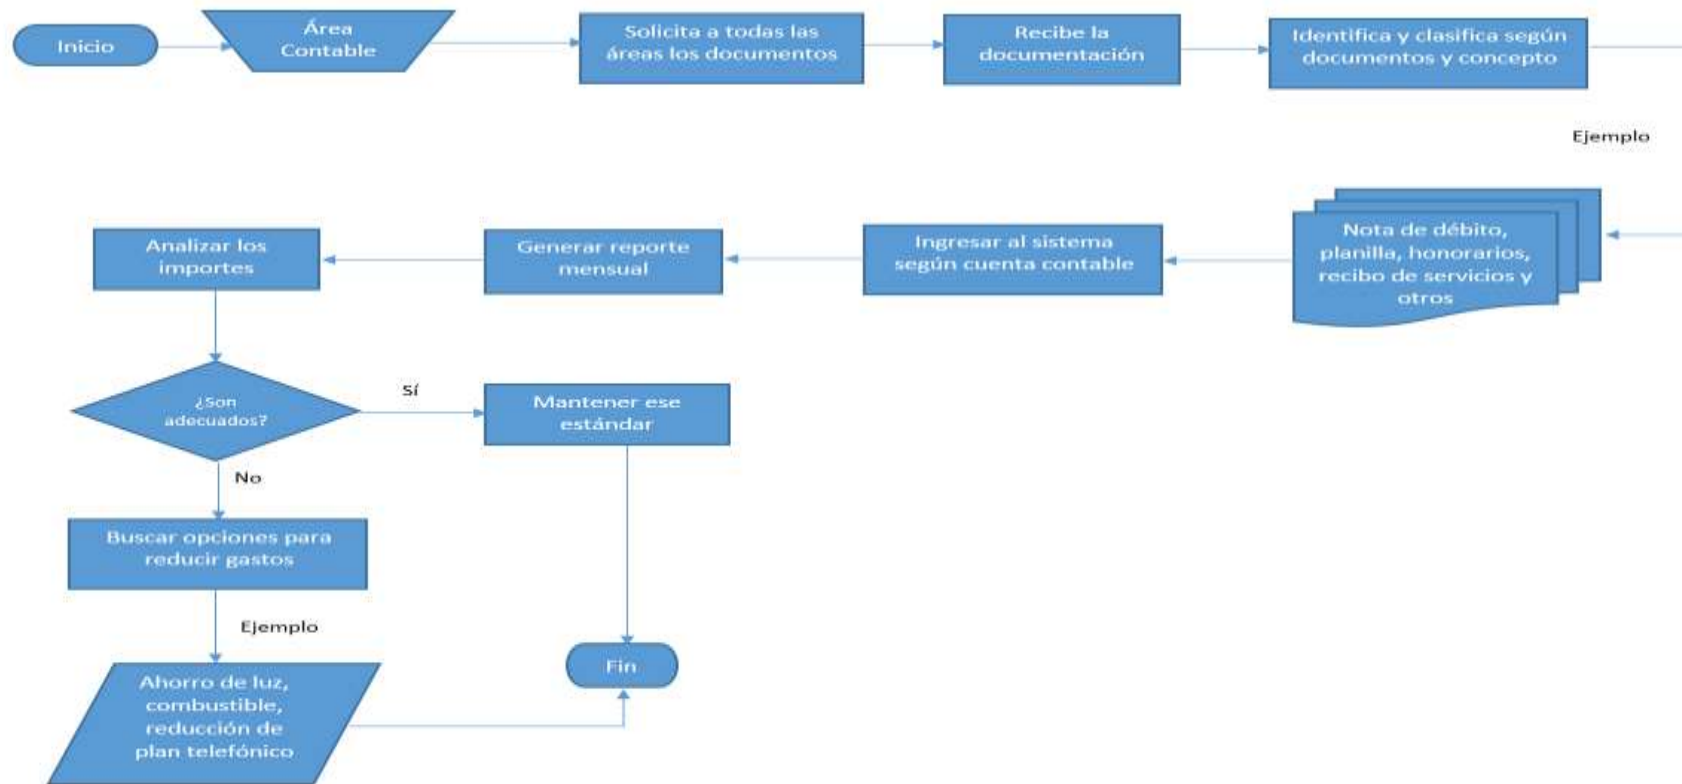 Inicio
Área
Contable
Solicita a todas las
áreas los documentos
Recibe la
documentación
Identifica y clasifica según
documentos y concepto
Ejemplo
Nota de débito,
planilla, honorarios,
recibo de servicios y
otros
Ingresar al sistema
según cuenta contable
Generar reporte
mensual
Analizar los
importes
¿Son
adecuados?
Sí
Mantener ese
estándar
No
Buscar opciones para
reducir gastos
Ejemplo
Ahorro de luz,
combustible,
reducción de
plan telefónico
Fin